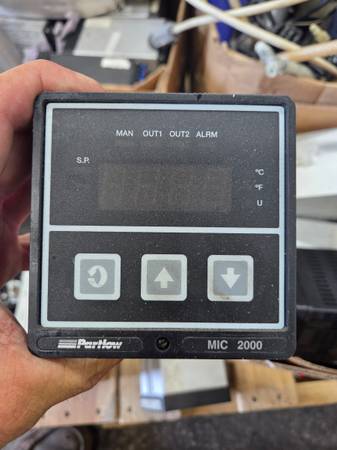 MAN OUT1 OUT2 ALRM
S.P.
°C
°F
U
Partlow
MIC 2000